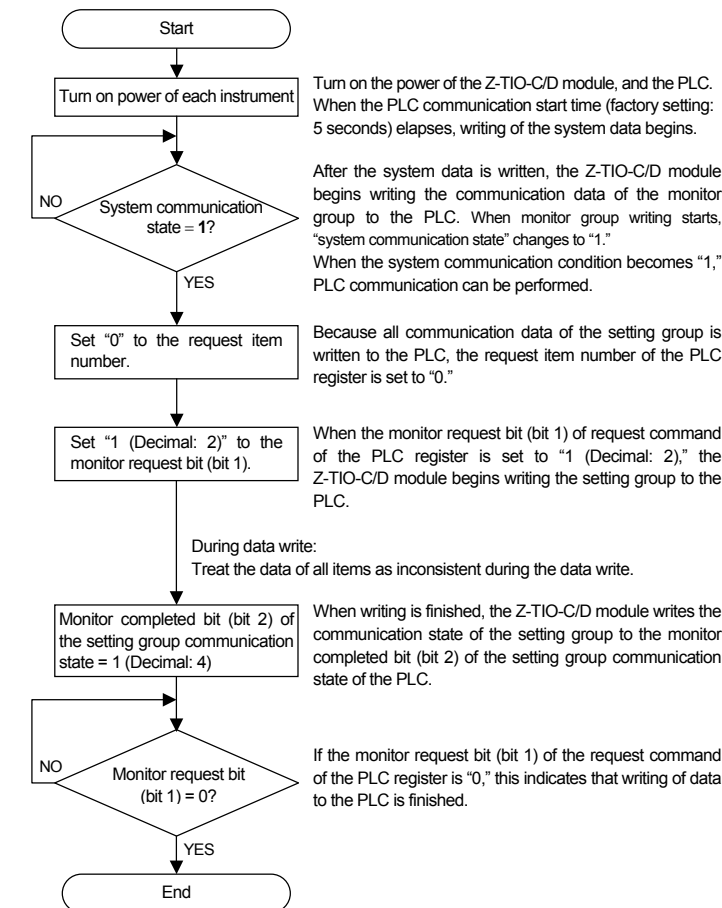 Start
Turn on power of each instrument
Turn on the power of the Z-TIO-C/D module, and the PLC.
When the PLC communication start time (factory setting:
5 seconds) elapses, writing of the system data begins.
NO
System communication
state = 1?
YES
After the system data is written, the Z-TIO-C/D module
begins writing the communication data of the monitor
group to the PLC. When monitor group writing starts,
“system communication state” changes to “1.”
When the system communication condition becomes “1,”
PLC communication can be performed.
Set “0” to the request item
number.
Because all communication data of the setting group is
written to the PLC, the request item number of the PLC
register is set to “0.”
Set “1 (Decimal: 2)” to the
monitor request bit (bit 1).
When the monitor request bit (bit 1) of request command
of the PLC register is set to “1 (Decimal: 2),” the
Z-TIO-C/D module begins writing the setting group to the
PLC.
During data write:
Treat the data of all items as inconsistent during the data write.
Monitor completed bit (bit 2) of
the setting group communication
state = 1 (Decimal: 4)
When writing is finished, the Z-TIO-C/D module writes the
communication state of the setting group to the monitor
completed bit (bit 2) of the setting group communication
state of the PLC.
NO
Monitor request bit
(bit 1) = 0?
YES
If the monitor request bit (bit 1) of the request command
of the PLC register is “0,” this indicates that writing of data
to the PLC is finished.
End